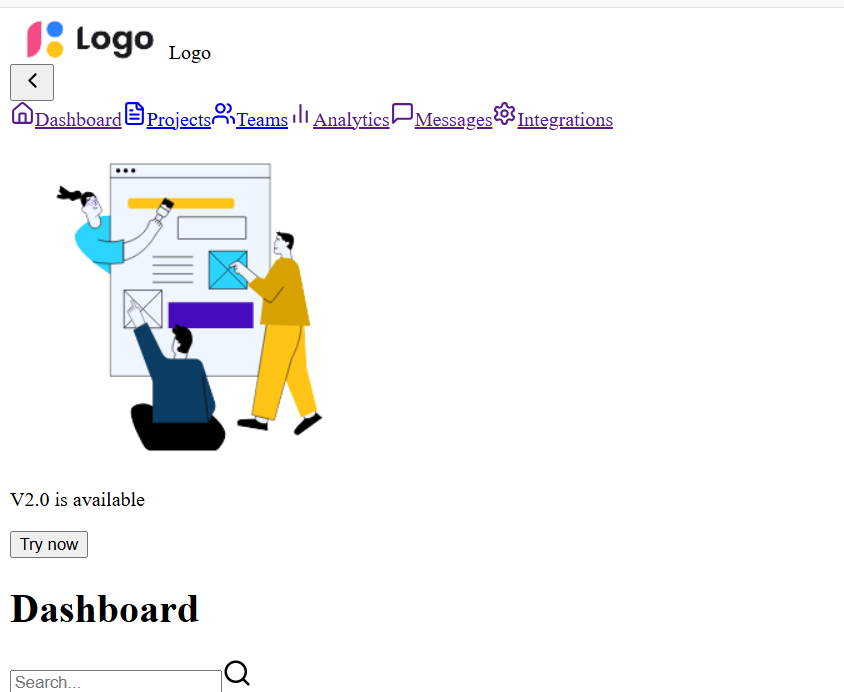 Logo Logo
Dashboard Projects Teams Analytics Messages Integrations
V2.0 is available
Try now
Dashboard
Search...